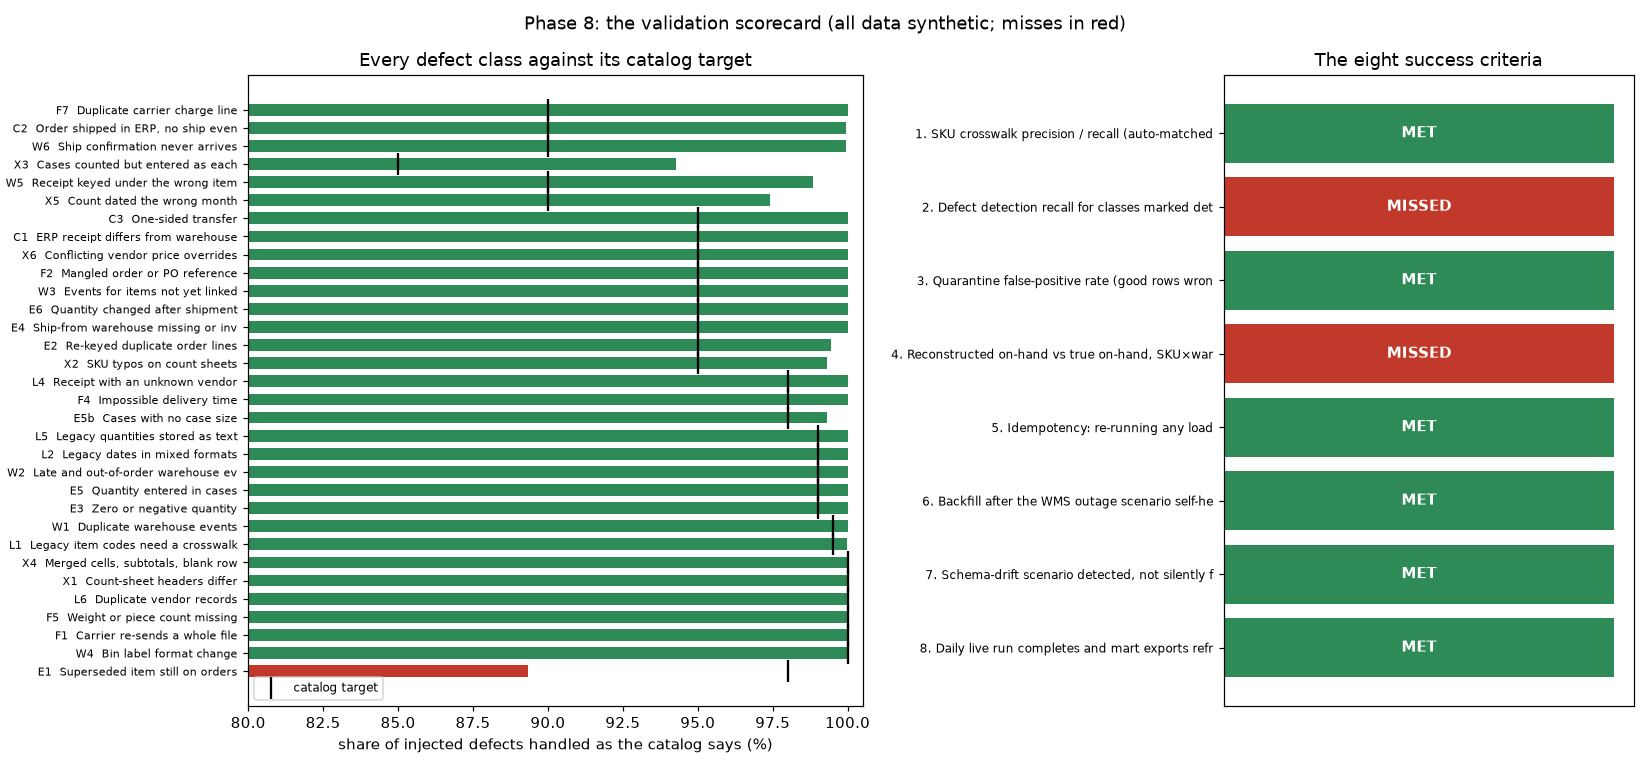 Phase 8: the validation scorecard (all data synthetic; misses in red)
Every defect class against its catalog target
F7 Duplicate carrier charge line
C2 Order shipped in ERP, no ship even
W6 Ship confirmation never arrives
X3 Cases counted but entered as each
W5 Receipt keyed under the wrong item
X5 Count dated the wrong month
C3 One-sided transfer
C1 ERP receipt differs from warehouse
X6 Conflicting vendor price overrides
F2 Mangled order or PO reference
W3 Events for items not yet linked
E6 Quantity changed after shipment
E4 Ship-from warehouse missing or inv
E2 Re-keyed duplicate order lines
X2 SKU typos on count sheets
L4 Receipt with an unknown vendor
F4 Impossible delivery time
E5b Cases with no case size
L5 Legacy quantities stored as text
L2 Legacy dates in mixed formats
W2 Late and out-of-order warehouse ev
E5 Quantity entered in cases
E3 Zero or negative quantity
W1 Duplicate warehouse events
L1 Legacy item codes need a crosswalk
X4 Merged cells, subtotals, blank row
X1 Count-sheet headers differ
L6 Duplicate vendor records
F5 Weight or piece count missing
F1 Carrier re-sends a whole file
W4 Bin label format change
E1 Superseded item still on orders
catalog target
80.0 82.5 85.0 87.5 90.0 92.5 95.0 97.5 100.0
share of injected defects handled as the catalog says (%)
The eight success criteria
1. SKU crosswalk precision / recall (auto-matched
MET
2. Defect detection recall for classes marked det
MISSED
3. Quarantine false-positive rate (good rows wron
MET
4. Reconstructed on-hand vs true on-hand, SKU×war
MISSED
5. Idempotency: re-running any load
MET
6. Backfill after the WMS outage scenario self-he
MET
7. Schema-drift scenario detected, not silently f
MET
8. Daily live run completes and mart exports refr
MET